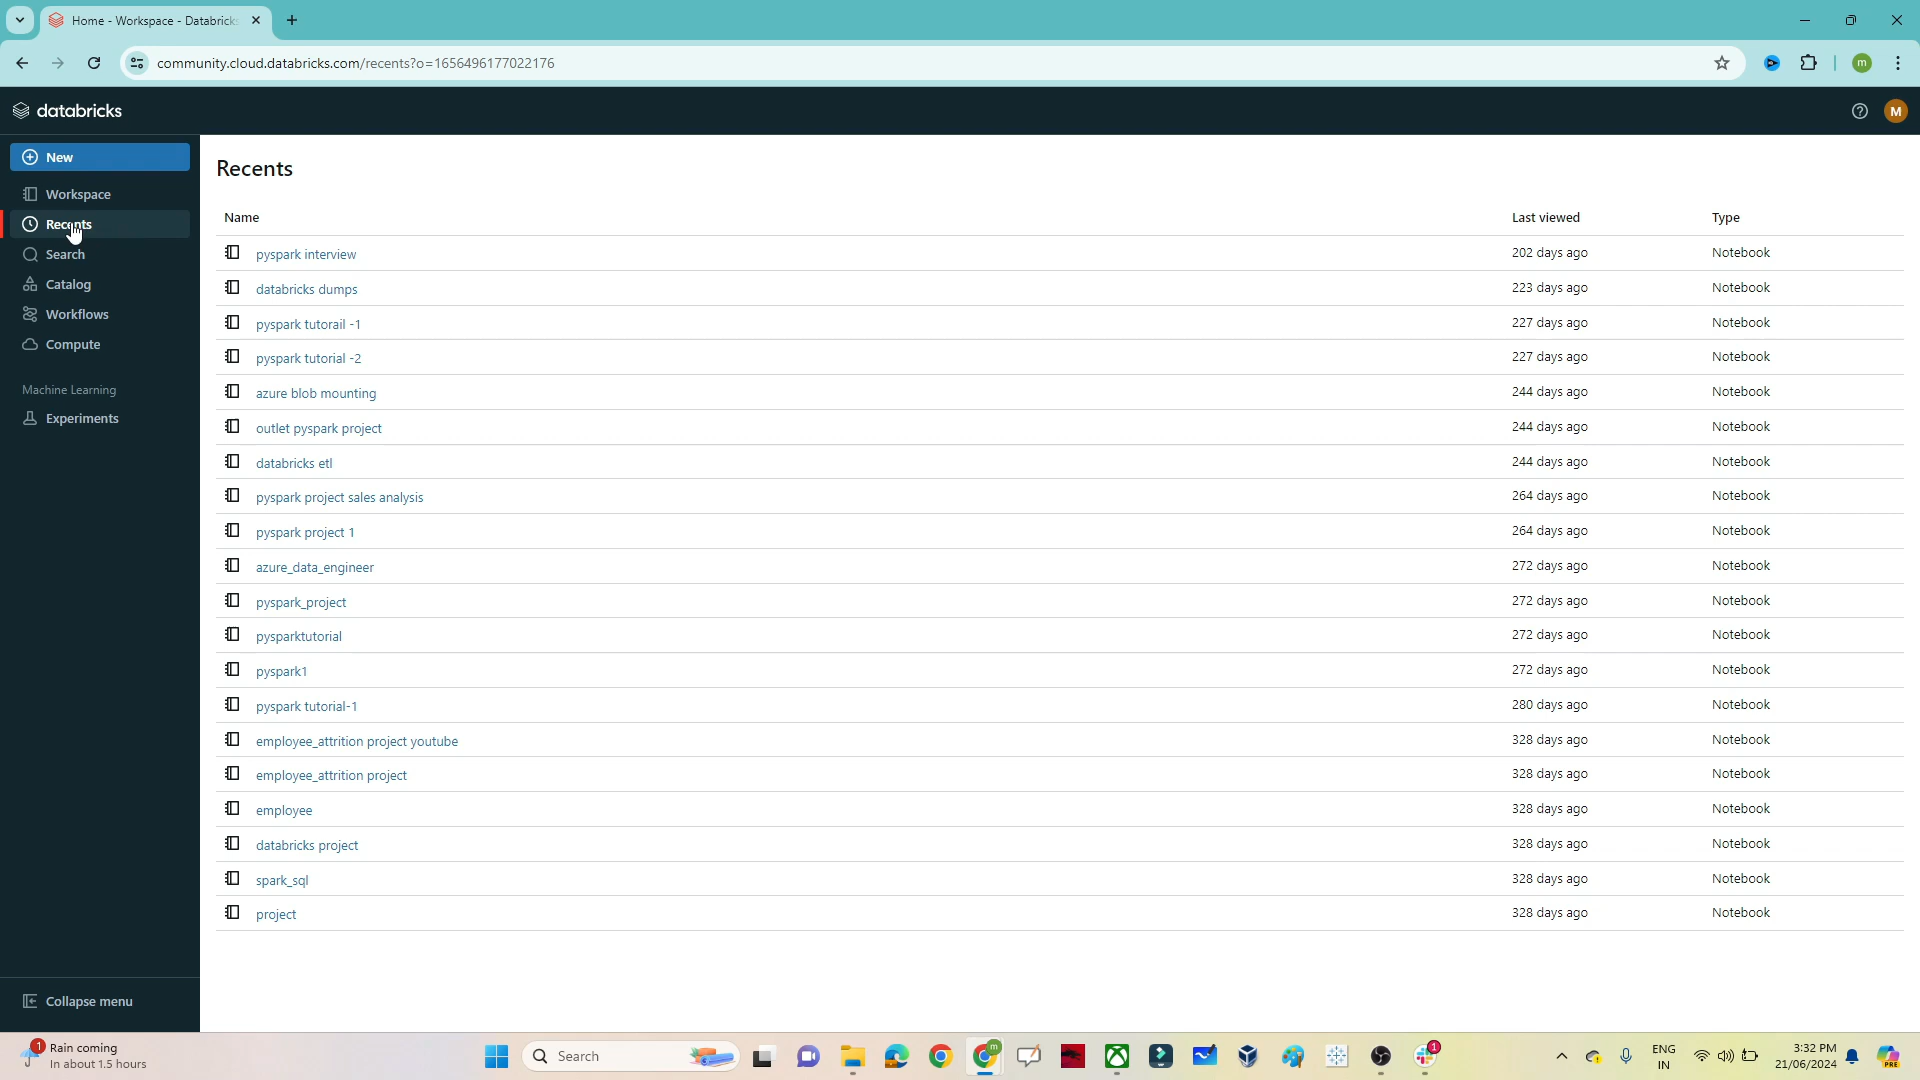 Home - Workspace - Databrick
community.cloud.databricks.com/recents?o=1656496177022176
m
databricks
M
New
Workspace
Recents
Search
Catalog
Workflows
Compute
Machine Learning
Experiments
Collapse menu
Recents
Name Last viewed Type
pyspark interview 202 days ago Notebook
databricks dumps 223 days ago Notebook
pyspark tutorail -1 227 days ago Notebook
pyspark tutorial -2 227 days ago Notebook
azure blob mounting 244 days ago Notebook
outlet pyspark project 244 days ago Notebook
databricks etl 244 days ago Notebook
pyspark project sales analysis 264 days ago Notebook
pyspark project 1 264 days ago Notebook
azure_data_engineer 272 days ago Notebook
pyspark_project 272 days ago Notebook
pysparktutorial 272 days ago Notebook
pyspark1 272 days ago Notebook
pyspark tutorial-1 280 days ago Notebook
employee_attrition project youtube 328 days ago Notebook
employee_attrition project 328 days ago Notebook
employee 328 days ago Notebook
databricks project 328 days ago Notebook
spark_sql 328 days ago Notebook
project 328 days ago Notebook
1 Rain coming
In about 1.5 hours
Search
m
1
ENG
IN
3:32 PM
21/06/2024
PRE